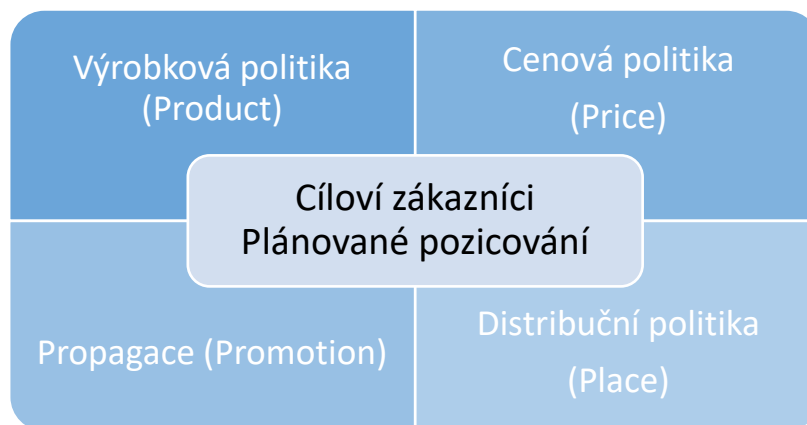 Výrobková politika
(Product)
Cenová politika
(Price)
Cíloví zákazníci
Plánované pozicování
Propagace (Promotion)
Distribuční politika
(Place)